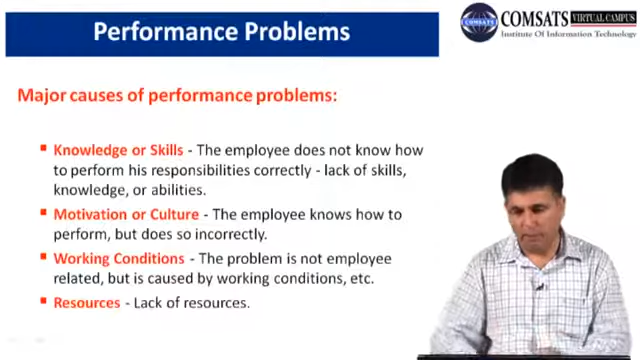 Performance Problems
COMSATS VIRTUAL CAMPUS
Institute Of Information Technology
Major causes of performance problems:
▪ Knowledge or Skills - The employee does not know how
to perform his responsibilities correctly - lack of skills,
knowledge, or abilities.
▪ Motivation or Culture - The employee knows how to
perform, but does so incorrectly.
▪ Working Conditions - The problem is not employee
related, but is caused by working conditions, etc.
▪ Resources - Lack of resources.